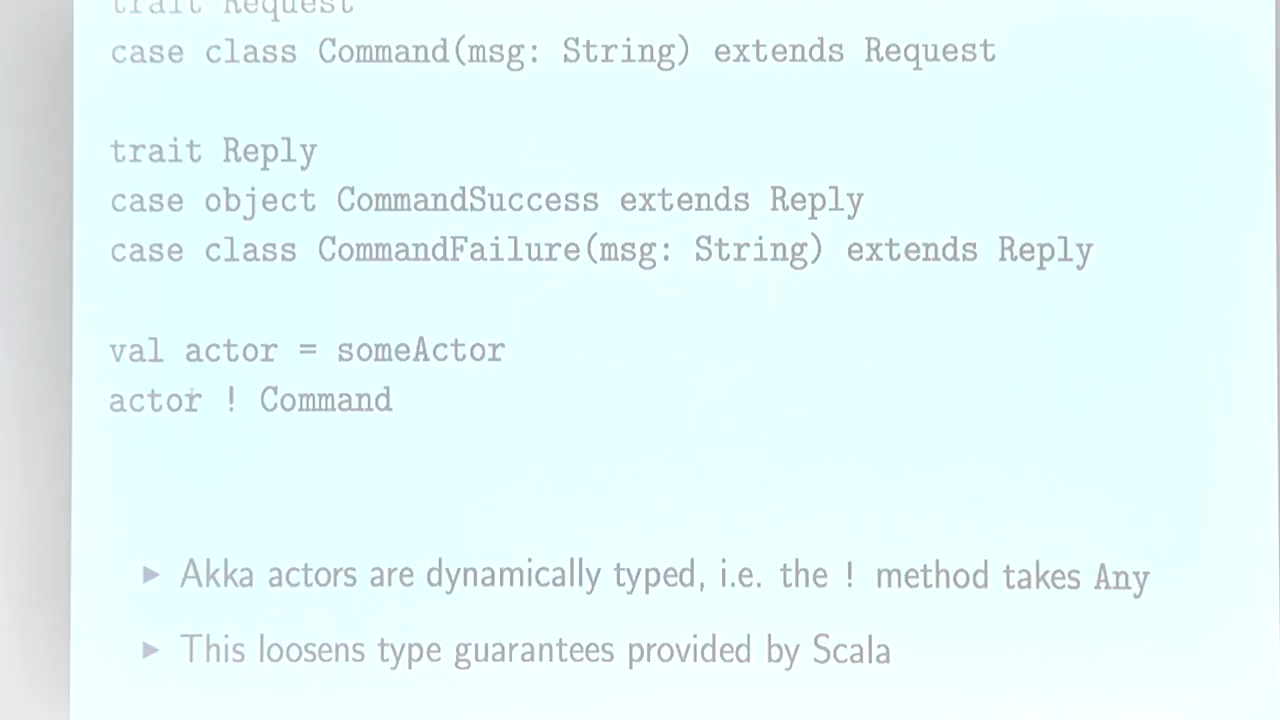 trait Request
case class Command(msg: String) extends Request
trait Reply
case object CommandSuccess extends Reply
case class CommandFailure(msg: String) extends Reply
val actor = someActor
actor ! Command
► Akka actors are dynamically typed, i.e. the ! method takes Any
► This loosens type guarantees provided by Scala